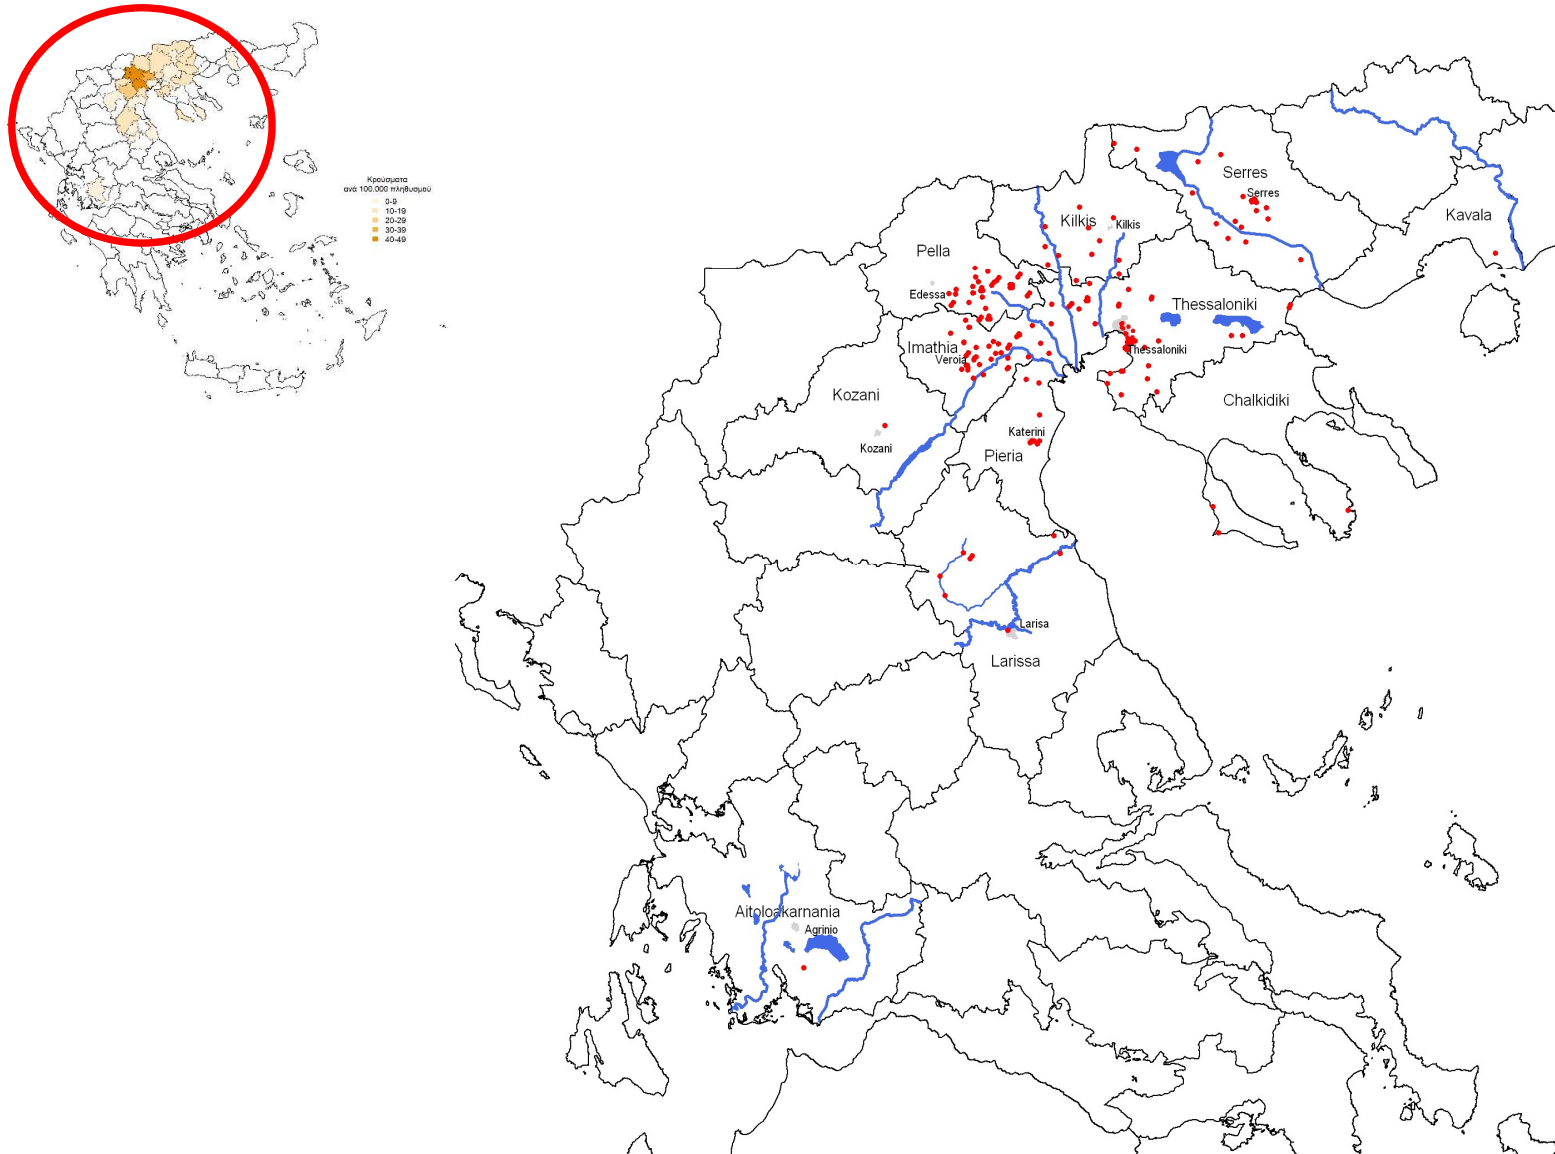 Κρούσματα
ανά 100.000 πληθυσμού
0-9
10-19
20-29
30-39
40-49
Serres
Serres
Kavala
Kilkis
Kilkis
Pella
Edessa
Thessaloniki
Thessaloniki
Imathia
Veroia
Kozani
Kozani
Chalkidiki
Katerini
Pieria
Larisa
Larissa
Aitoloakarnania
Agrinio